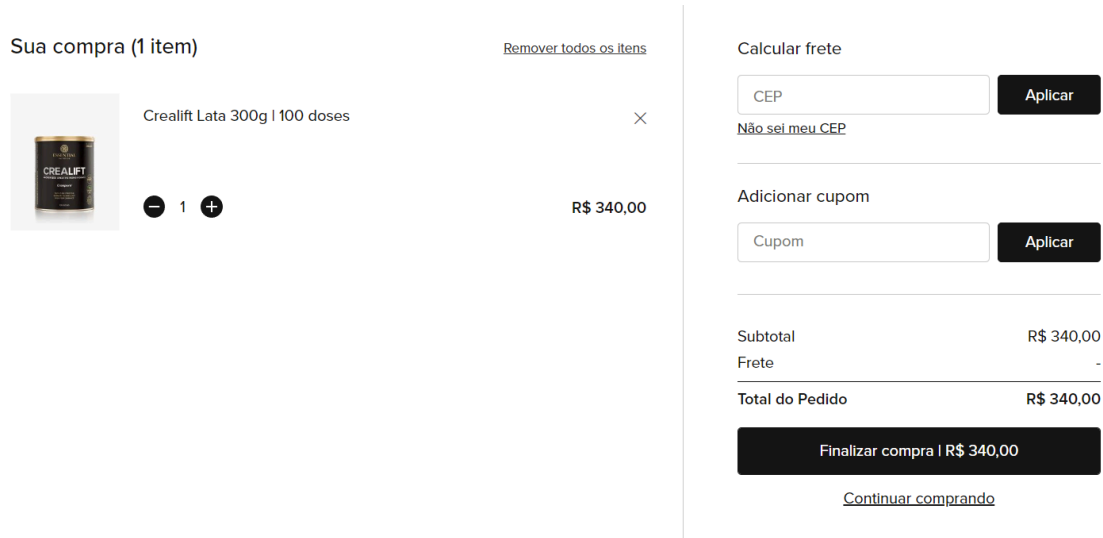 Sua compra (1 item)
Remover todos os itens
Crealift Lata 300g | 100 doses
CREALIFT
1
R$ 340,00
Calcular frete
CEP
Aplicar
Não sei meu CEP
Adicionar cupom
Cupom
Aplicar
Subtotal
R$ 340,00
Frete
-
Total do Pedido
R$ 340,00
Finalizar compra | R$ 340,00
Continuar comprando